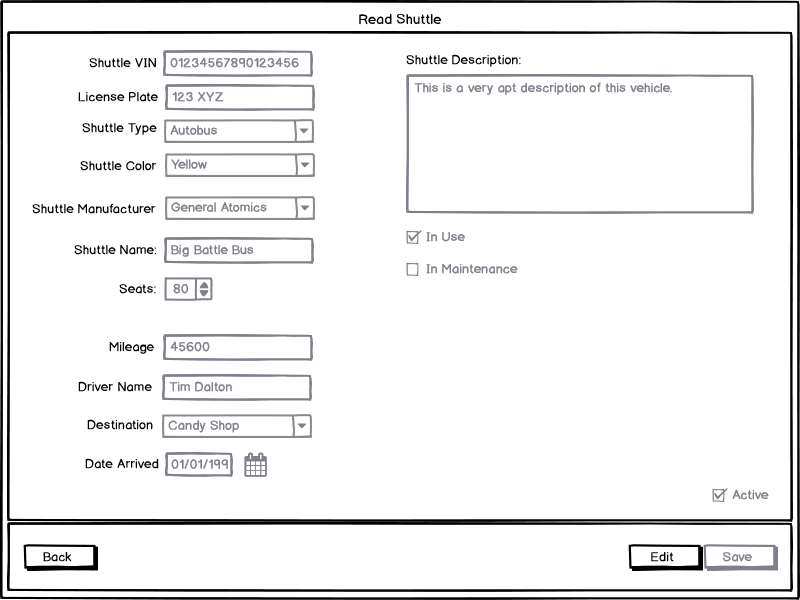 Read Shuttle
Shuttle VIN 01234567890123456
License Plate 123 XYZ
Shuttle Type Autobus
Shuttle Color Yellow
Shuttle Manufacturer General Atomics
Shuttle Name: Big Battle Bus
Seats: 80
Mileage 45600
Driver Name Tim Dalton
Destination Candy Shop
Date Arrived 01/01/199
Shuttle Description:
This is a very apt description of this vehicle.
In Use
In Maintenance
Active
Back Edit Save